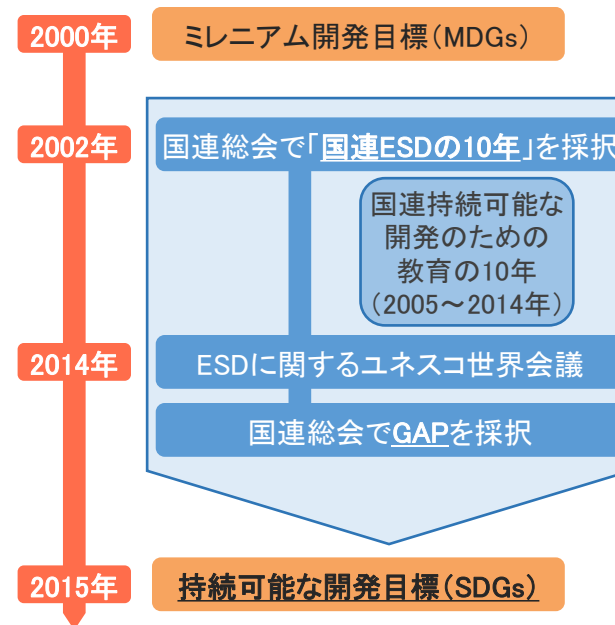 2000年
ミレニアム開発目標（MDGs）
2002年
国連総会で「国連ESDの10年」を採択
国連持続可能な
開発のための
教育の10年
（2005～2014年）
2014年
ESDに関するユネスコ世界会議
国連総会でGAPを採択
2015年
持続可能な開発目標（SDGs）